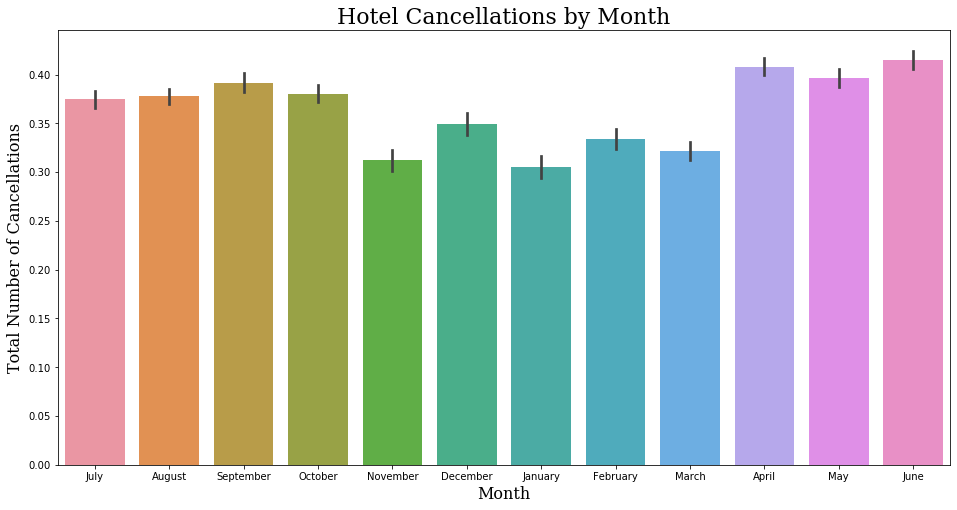 Hotel Cancellations by Month
Total Number of Cancellations
0.40
0.35
0.30
0.25
0.20
0.15
0.10
0.05
0.00
July August September October November December January February March April May June
Month